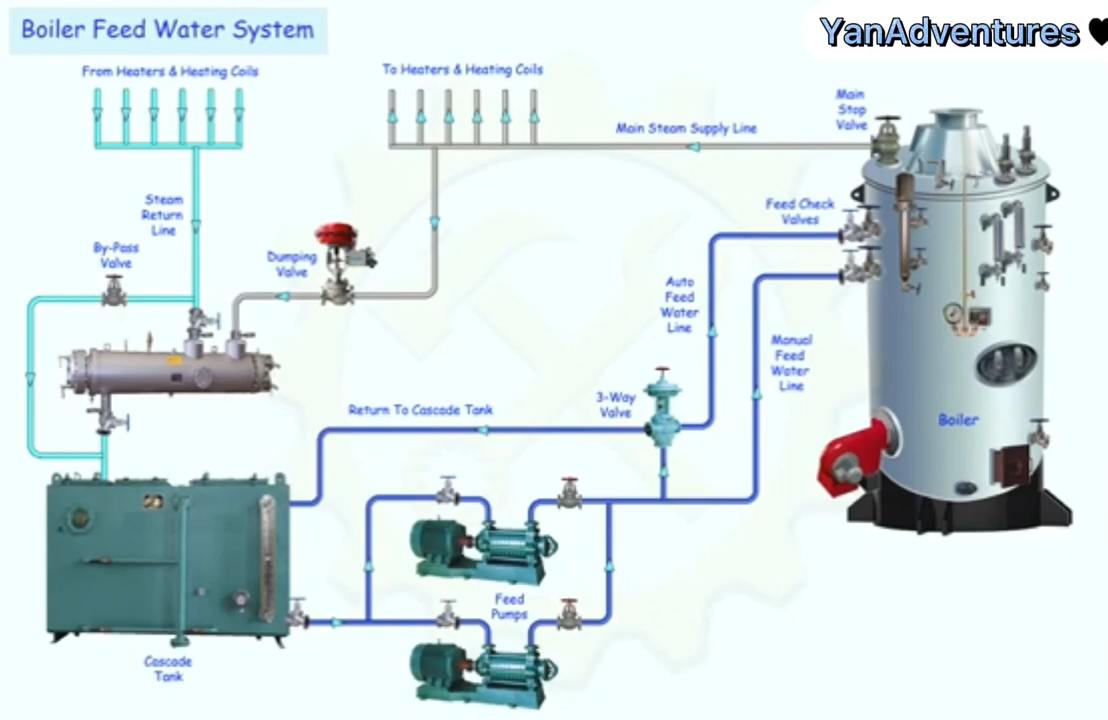 Boiler Feed Water System
YanAdventures
From Heaters & Heating Coils
To Heaters & Heating Coils
Main
Stop
Valve
Main Steam Supply Line
Steam
Return
Line
Feed Check
Valves
By-Pass
Valve
Dumping
Valve
Auto
Feed
Water
Line
Manual
Feed
Water
Line
3-Way
Valve
Return To Cascade Tank
Boiler
Feed
Pumps
Cascade
Tank